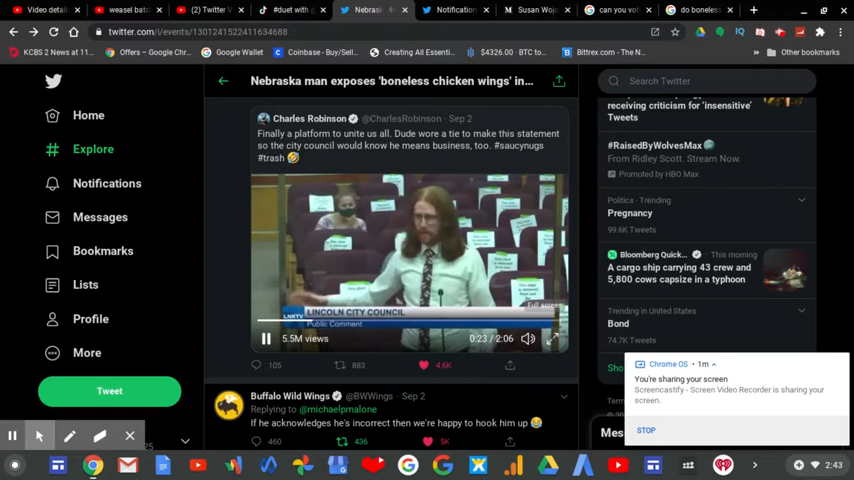 Video detail
weasel batch
(2) Twitter V
#duet with g
Nebrask
Notification
Susan Wojc
can you vot
do boneless
twitter.com/i/events/1301241522411634688
KCBS 2 News at 11...
Offers – Google Chr...
Google Wallet
Coinbase - Buy/Sell...
Creating All Essenti...
$4326.00 - BTC to...
Bittrex.com - The N...
Other bookmarks
Home
Explore
Notifications
Messages
Bookmarks
Lists
Profile
More
Tweet
Nebraska man exposes 'boneless chicken wings' in...
Charles Robinson @CharlesRobinson · Sep 2
Finally a platform to unite us all. Dude wore a tie to make this statement
so the city council would know he means business, too. #saucynugs
#trash
LNKTV
LINCOLN CITY COUNCIL
Public Comment
Full screen
5.5M views
0:23 / 2:06
105
883
4.6K
Buffalo Wild Wings @BWWings · Sep 2
Replying to @michaelpmalone
If he acknowledges he's incorrect then we're happy to hook him up
460
436
5K
Search Twitter
receiving criticism for 'insensitive'
Tweets
#RaisedByWolvesMax
From Ridley Scott. Stream Now.
Promoted by HBO Max
Politics · Trending
Pregnancy
99.6K Tweets
Bloomberg Quick...
This morning
A cargo ship carrying 43 crew and
5,800 cows capsize in a typhoon
Trending in United States
Bond
74.7K Tweets
Sho
Term
Mes
Chrome OS · 1m
You're sharing your screen
Screencastify - Screen Video Recorder is sharing your
screen.
STOP
2:43